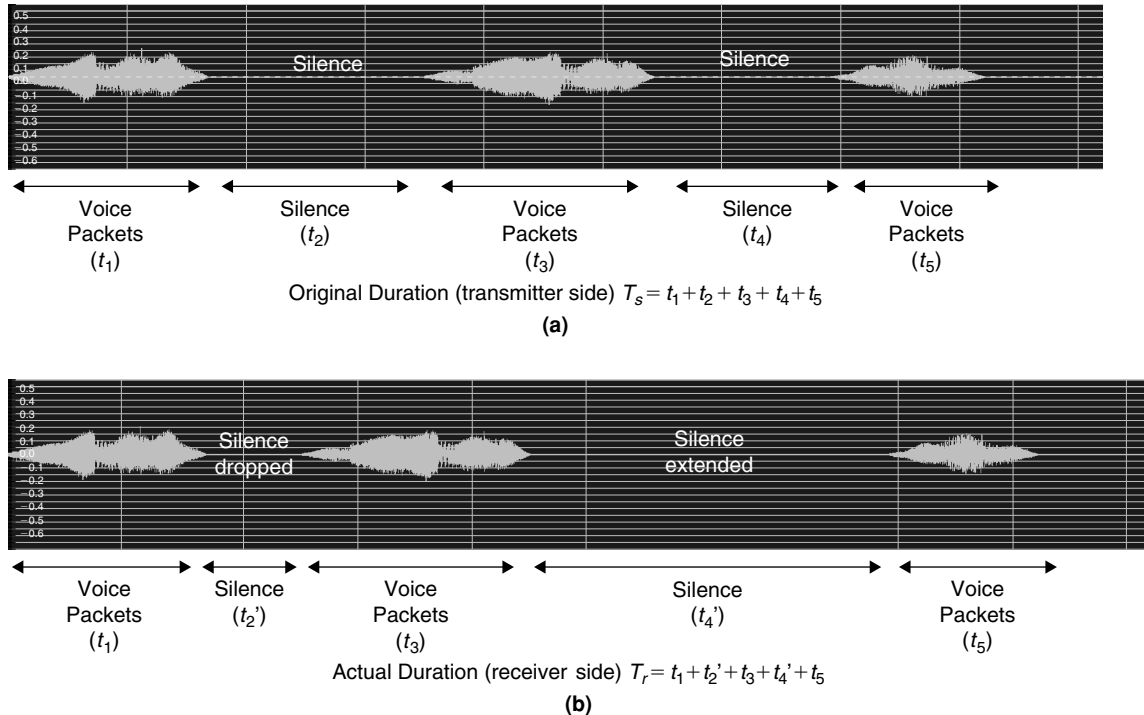 0.5
0.4
0.3
0.2
0.1
0.0
−0.1
−0.2
−0.3
−0.4
−0.5
−0.6
Silence
Silence
Voice
Packets
(t₁)
Silence
(t₂)
Voice
Packets
(t₃)
Silence
(t₄)
Voice
Packets
(t₅)
Original Duration (transmitter side) Tₛ = t₁ + t₂ + t₃ + t₄ + t₅
(a)
0.5
0.4
0.3
0.2
0.1
0.0
−0.1
−0.2
−0.3
−0.4
−0.5
−0.6
Silence
dropped
Silence
extended
Voice
Packets
(t₁)
Silence
(t₂')
Voice
Packets
(t₃)
Silence
(t₄')
Voice
Packets
(t₅)
Actual Duration (receiver side) Tᵣ = t₁ + t₂' + t₃ + t₄' + t₅
(b)